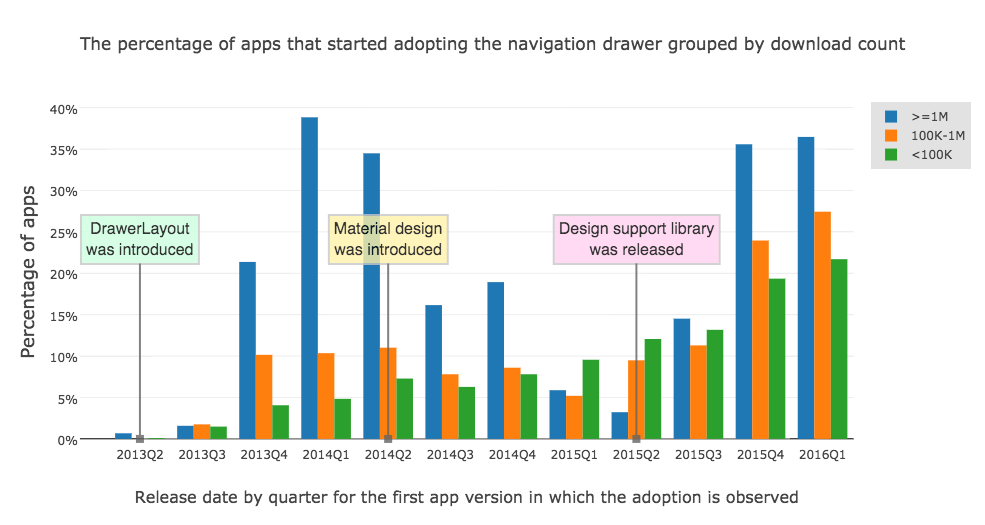 The percentage of apps that started adopting the navigation drawer grouped by download count
>=1M
100K-1M
<100K
Percentage of apps
40%
35%
30%
25%
20%
15%
10%
5%
0%
DrawerLayout
was introduced
Material design
was introduced
Design support library
was released
2013Q2 2013Q3 2013Q4 2014Q1 2014Q2 2014Q3 2014Q4 2015Q1 2015Q2 2015Q3 2015Q4 2016Q1
Release date by quarter for the first app version in which the adoption is observed